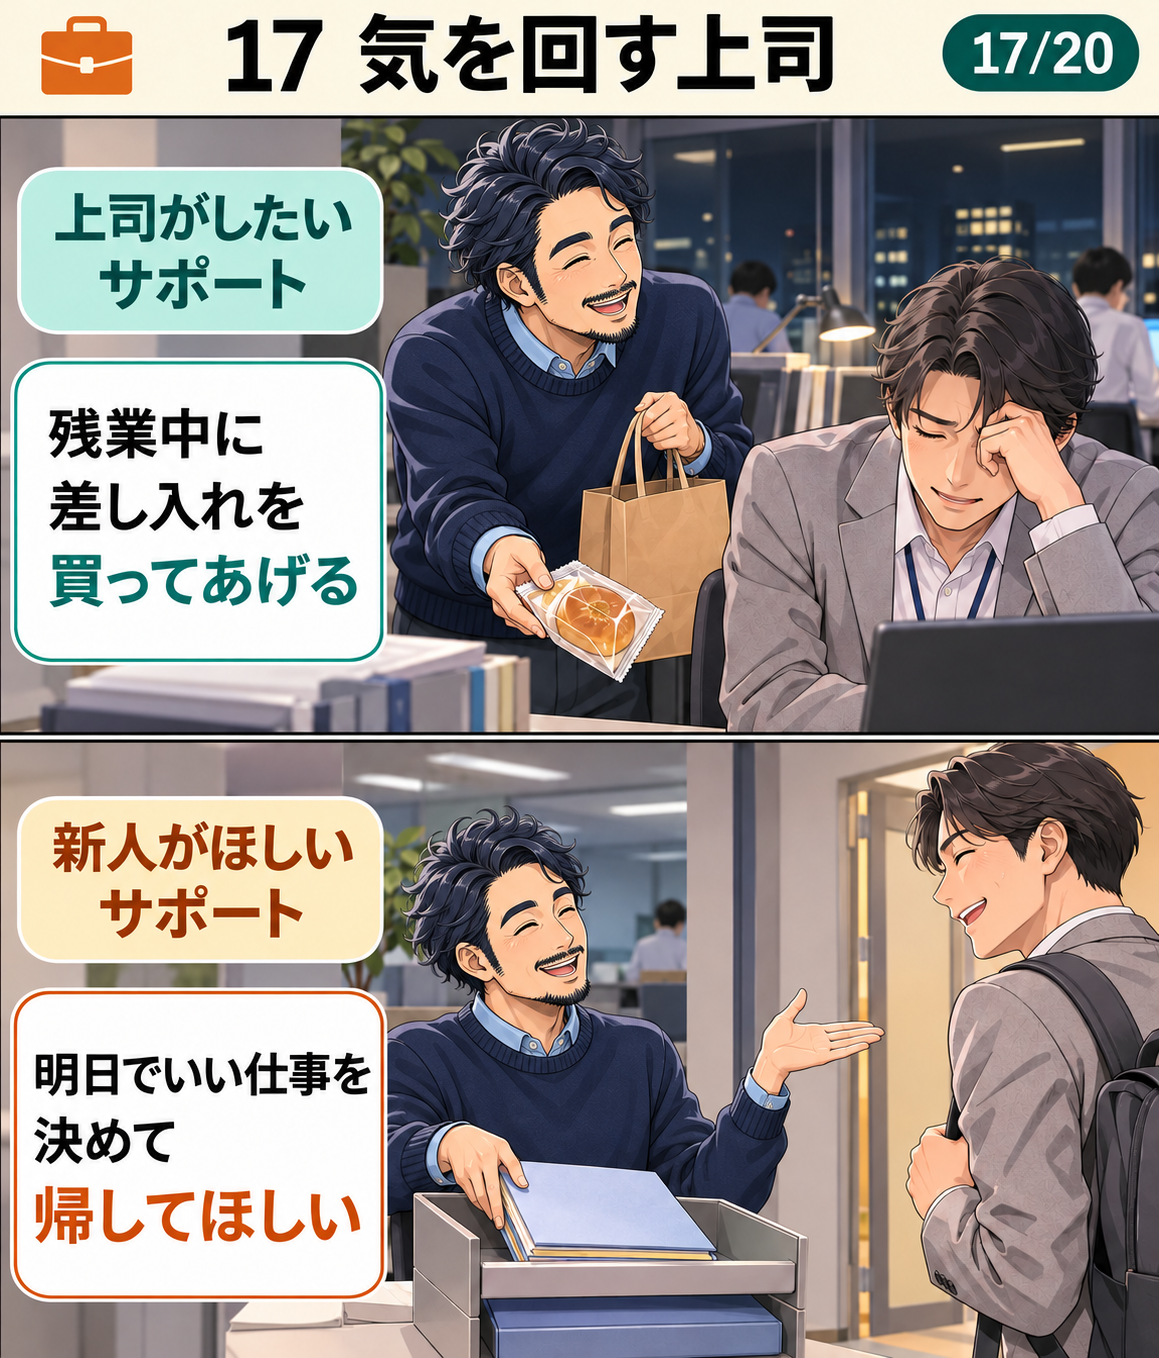 17 気を回す上司
17/20
上司がしたい
サポート
残業中に
差し入れを
買ってあげる
新人がほしい
サポート
明日でいい仕事を
決めて
帰してほしい